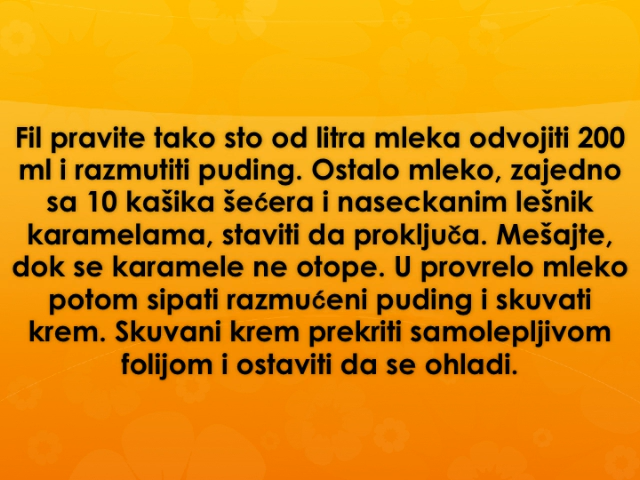 Fil pravite tako sto od litra mleka odvojiti 200
ml i razmutiti puding. Ostalo mleko, zajedno
sa 10 kašika šećera i naseckanim lešnik
karamelama, staviti da proključa. Mešajte,
dok se karamele ne otope. U provrelo mleko
potom sipati razmućeni puding i skuvati
krem. Skuvani krem prekriti samolepljivom
folijom i ostaviti da se ohladi.